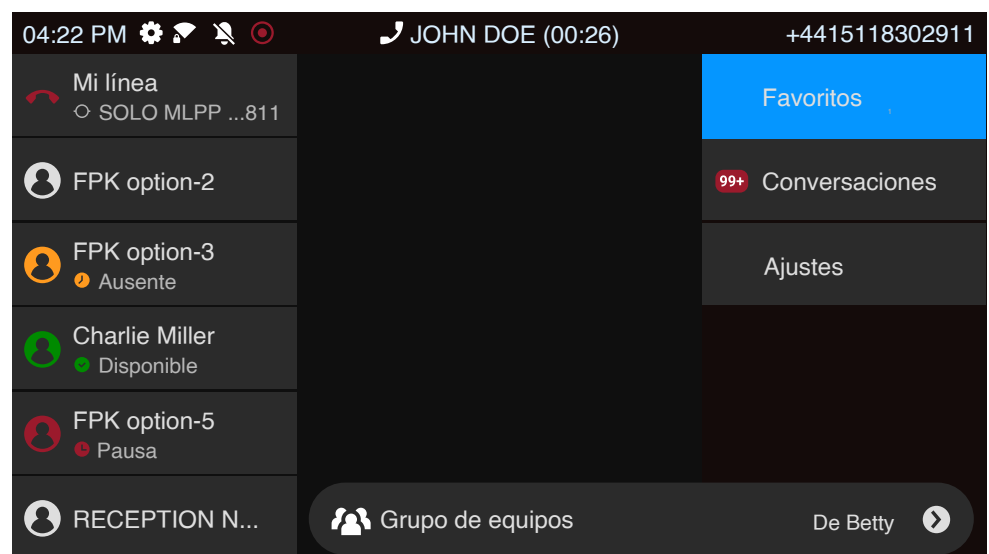 04:22 PM
JOHN DOE (00:26)
+4415118302911
Mi línea
SOLO MLPP ...811
FPK option-2
FPK option-3
Ausente
Charlie Miller
Disponible
FPK option-5
Pausa
RECEPTION N...
Favoritos
99+ Conversaciones
Ajustes
Grupo de equipos
De Betty